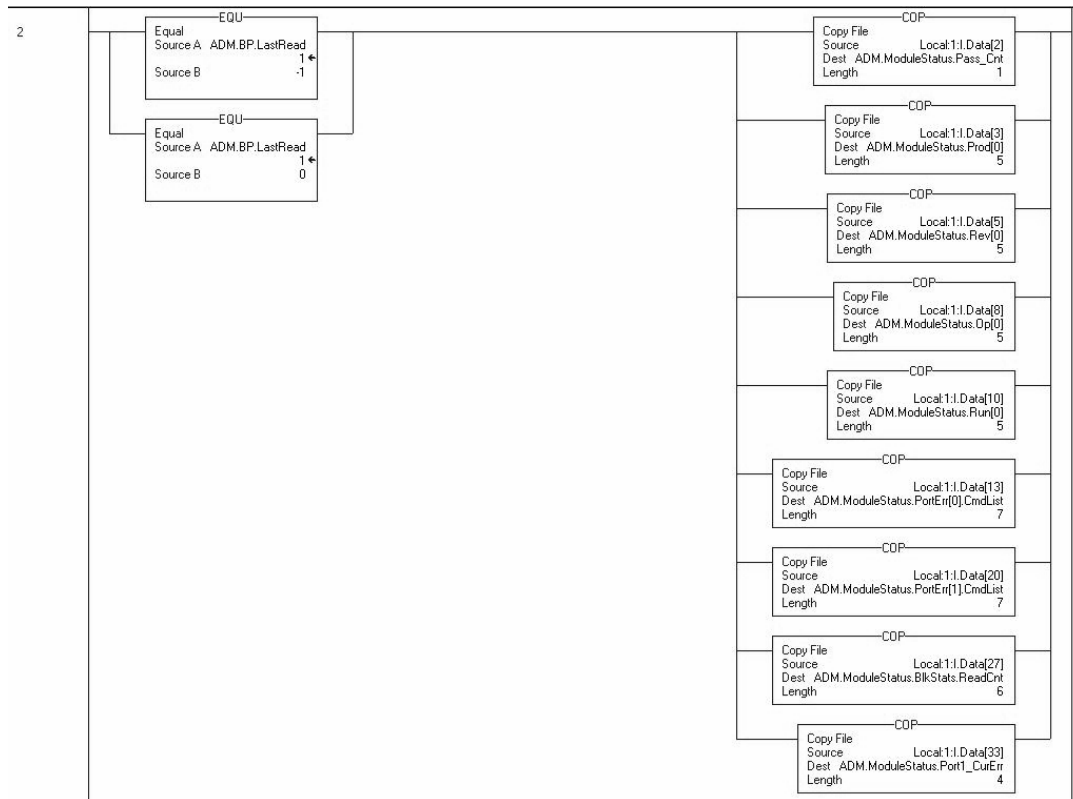 2
EQU
Equal
Source A ADM.BP.LastRead
1
Source B -1
EQU
Equal
Source A ADM.BP.LastRead
1
Source B 0
COP
Copy File
Source Local:1:I.Data[2]
Dest ADM.ModuleStatus.Pass_Cnt
Length 1
COP
Copy File
Source Local:1:I.Data[3]
Dest ADM.ModuleStatus.Prod[0]
Length 5
COP
Copy File
Source Local:1:I.Data[5]
Dest ADM.ModuleStatus.Rev[0]
Length 5
COP
Copy File
Source Local:1:I.Data[8]
Dest ADM.ModuleStatus.Op[0]
Length 5
COP
Copy File
Source Local:1:I.Data[10]
Dest ADM.ModuleStatus.Run[0]
Length 5
COP
Copy File
Source Local:1:I.Data[13]
Dest ADM.ModuleStatus.PortErr[0].CmdList
Length 7
COP
Copy File
Source Local:1:I.Data[20]
Dest ADM.ModuleStatus.PortErr[1].CmdList
Length 7
COP
Copy File
Source Local:1:I.Data[27]
Dest ADM.ModuleStatus.BlkStats.ReadCnt
Length 6
COP
Copy File
Source Local:1:I.Data[33]
Dest ADM.ModuleStatus.Port1_CurErr
Length 4